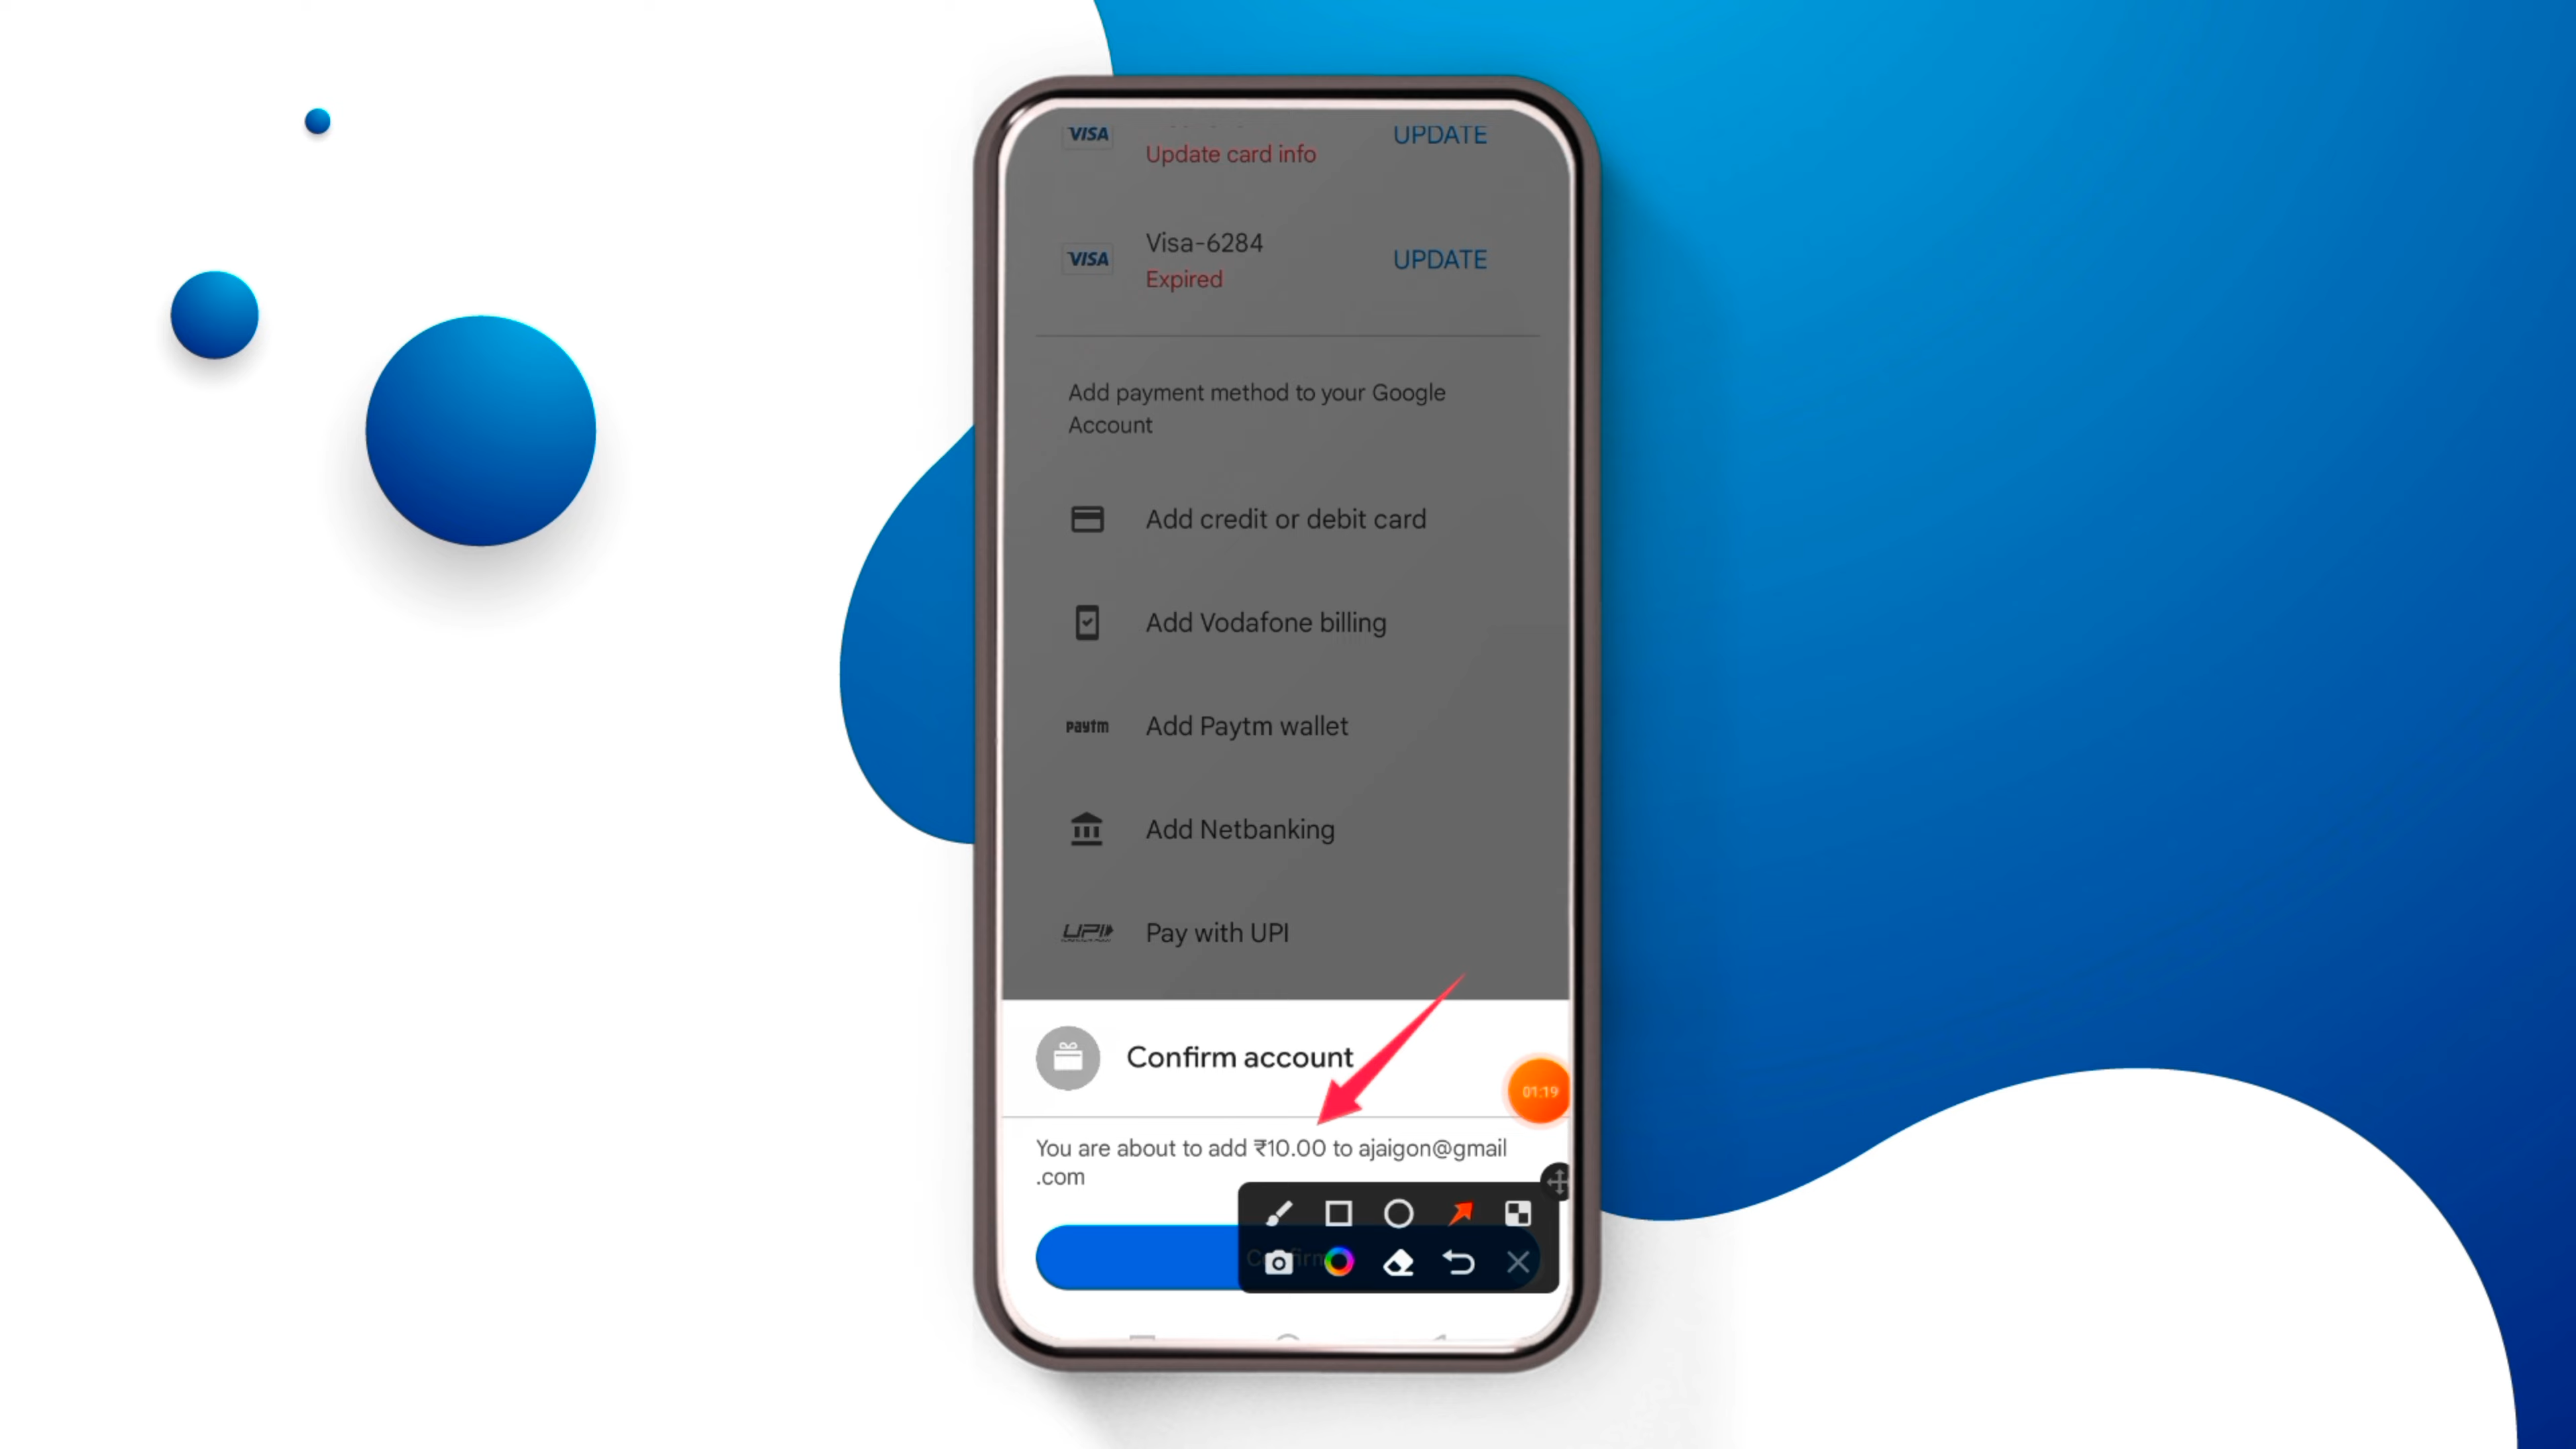 VISA
UPDATE
Update card info
VISA
Visa-6284
UPDATE
Expired
Add payment method to your Google
Account
Add credit or debit card
Add Vodafone billing
paytm
Add Paytm wallet
Add Netbanking
UPI
Pay with UPI
Confirm account
01:19
You are about to add ₹10.00 to ajaigon@gmail
.com